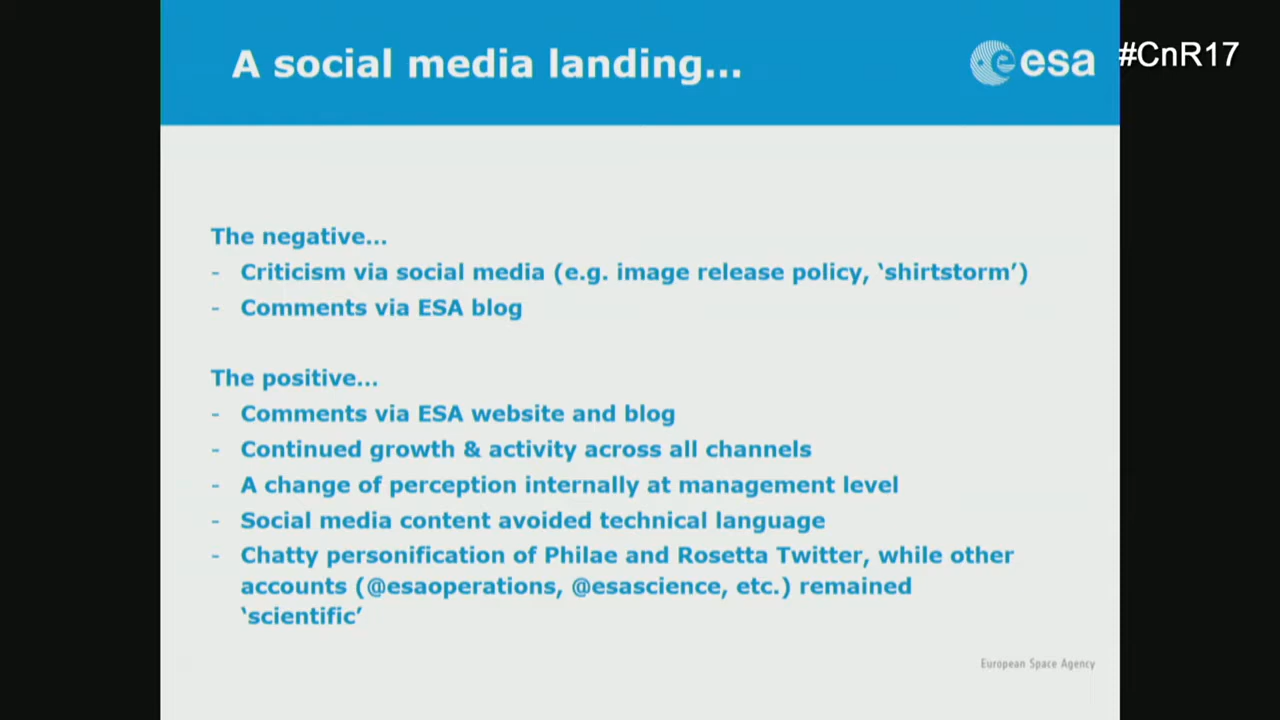 A social media landing...
esa
#CnR17
The negative...
- Criticism via social media (e.g. image release policy, ‘shirtstorm’)
- Comments via ESA blog
The positive...
- Comments via ESA website and blog
- Continued growth & activity across all channels
- A change of perception internally at management level
- Social media content avoided technical language
- Chatty personification of Philae and Rosetta Twitter, while other
accounts (@esaoperations, @esascience, etc.) remained
‘scientific’
European Space Agency